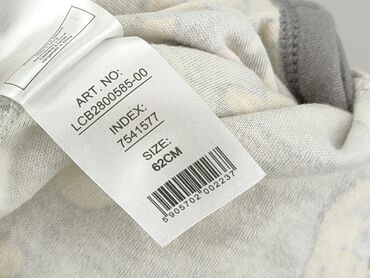 ART. NO:
LCB2800585-00
INDEX:
7541577
SIZE:
62CM
5905702002237